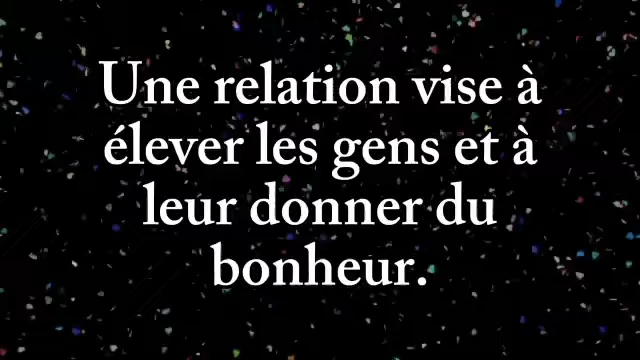 Une relation vise à
élever les gens et à
leur donner du
bonheur.